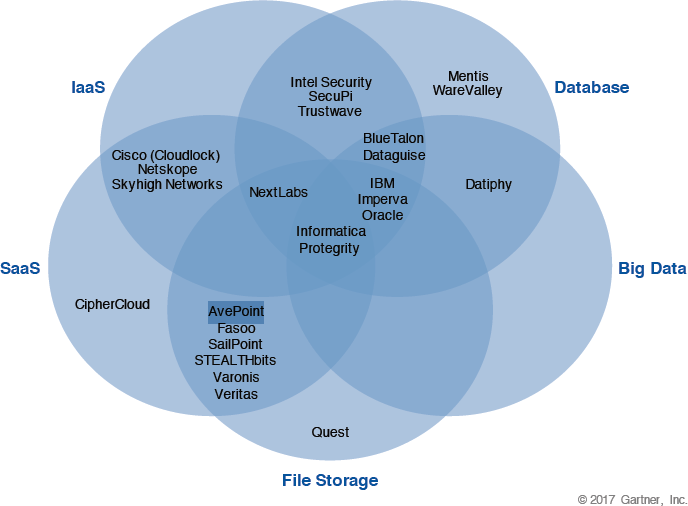 IaaS
Database
Intel Security
SecuPi
Trustwave
Mentis
WareValley
BlueTalon
Dataguise
Cisco (Cloudlock)
Netskope
Skyhigh Networks
NextLabs
IBM
Imperva
Oracle
Datiphy
Informatica
Protegrity
SaaS
Big Data
CipherCloud
AvePoint
Fasoo
SailPoint
STEALTHbits
Varonis
Veritas
Quest
File Storage
© 2017 Gartner, Inc.